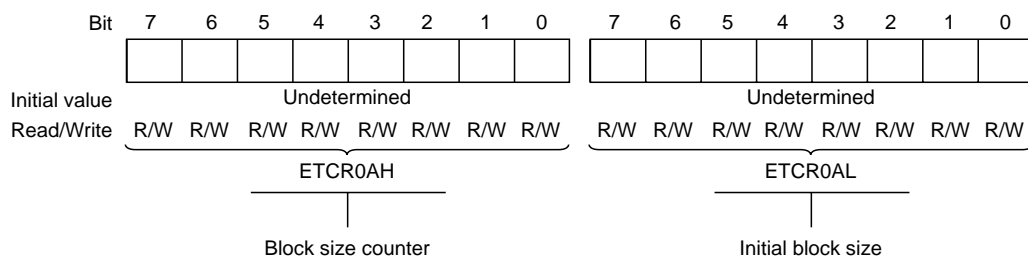 Bit 7 6 5 4 3 2 1 0 7 6 5 4 3 2 1 0
Initial value Undetermined Undetermined
Read/Write R/W R/W R/W R/W R/W R/W R/W R/W R/W R/W R/W R/W R/W R/W R/W R/W
ETCR0AH ETCR0AL
Block size counter Initial block size